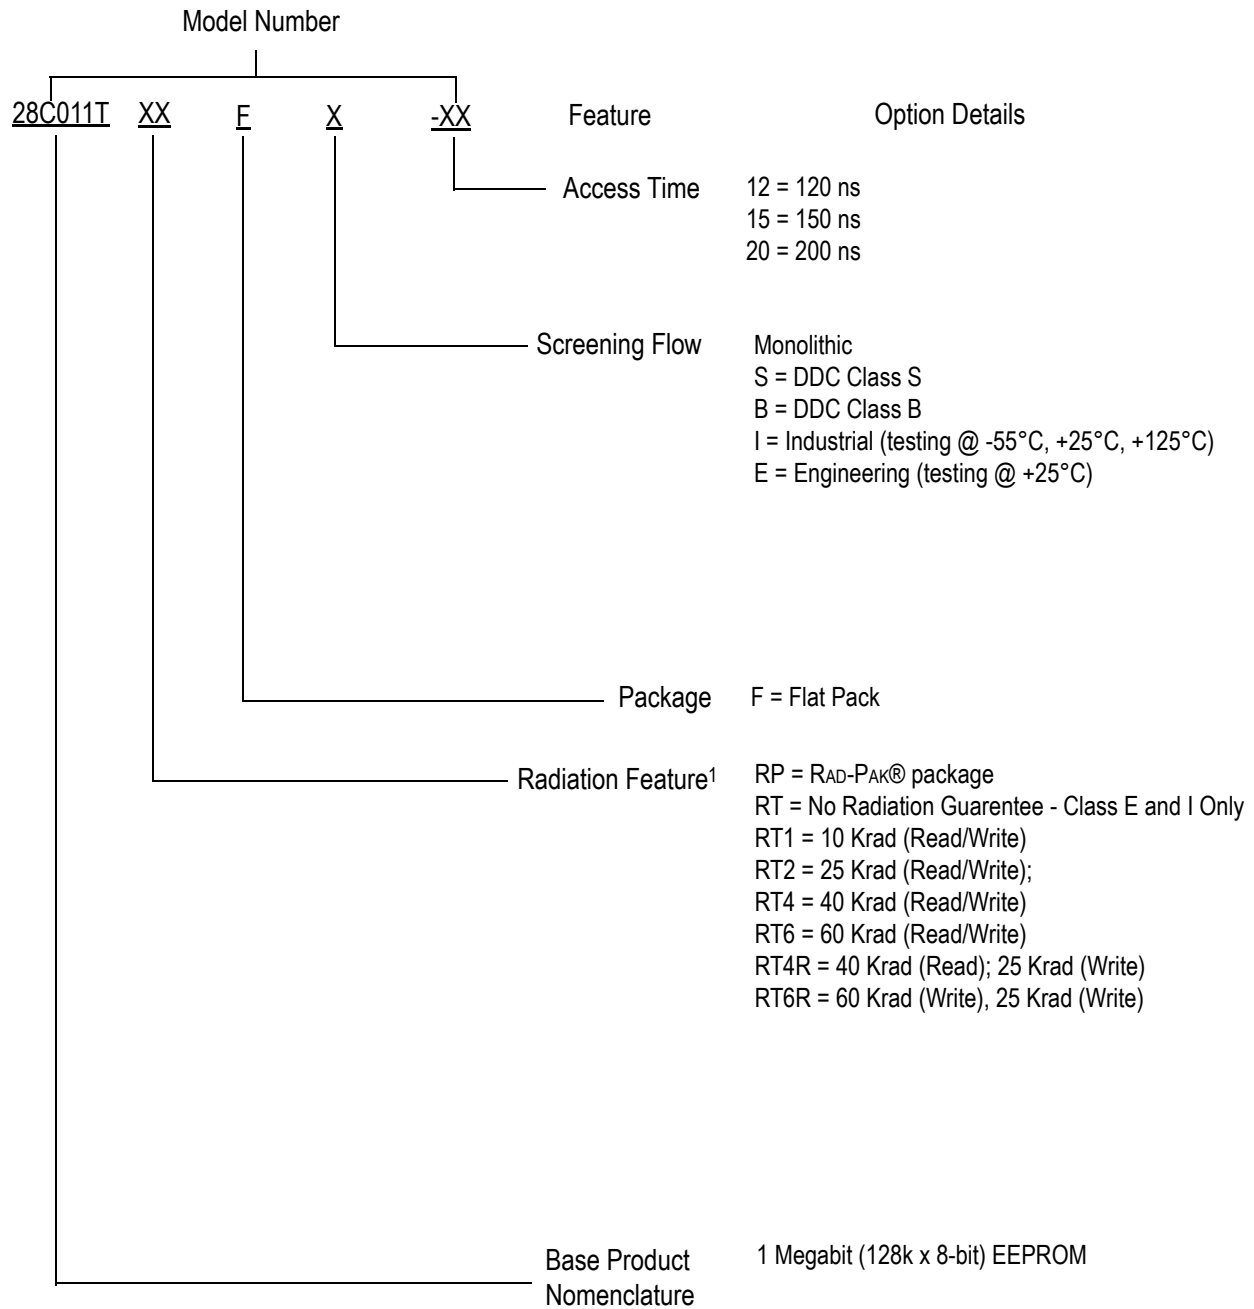 Model Number
28C011T XX F X -XX Feature Option Details
Access Time 12 = 120 ns
15 = 150 ns
20 = 200 ns
Screening Flow Monolithic
S = DDC Class S
B = DDC Class B
I = Industrial (testing @ -55°C, +25°C, +125°C)
E = Engineering (testing @ +25°C)
Package F = Flat Pack
Radiation Feature1 RP = RAD-PAK® package
RT = No Radiation Guarentee - Class E and I Only
RT1 = 10 Krad (Read/Write)
RT2 = 25 Krad (Read/Write);
RT4 = 40 Krad (Read/Write)
RT6 = 60 Krad (Read/Write)
RT4R = 40 Krad (Read); 25 Krad (Write)
RT6R = 60 Krad (Write), 25 Krad (Write)
Base Product 1 Megabit (128k x 8-bit) EEPROM
Nomenclature